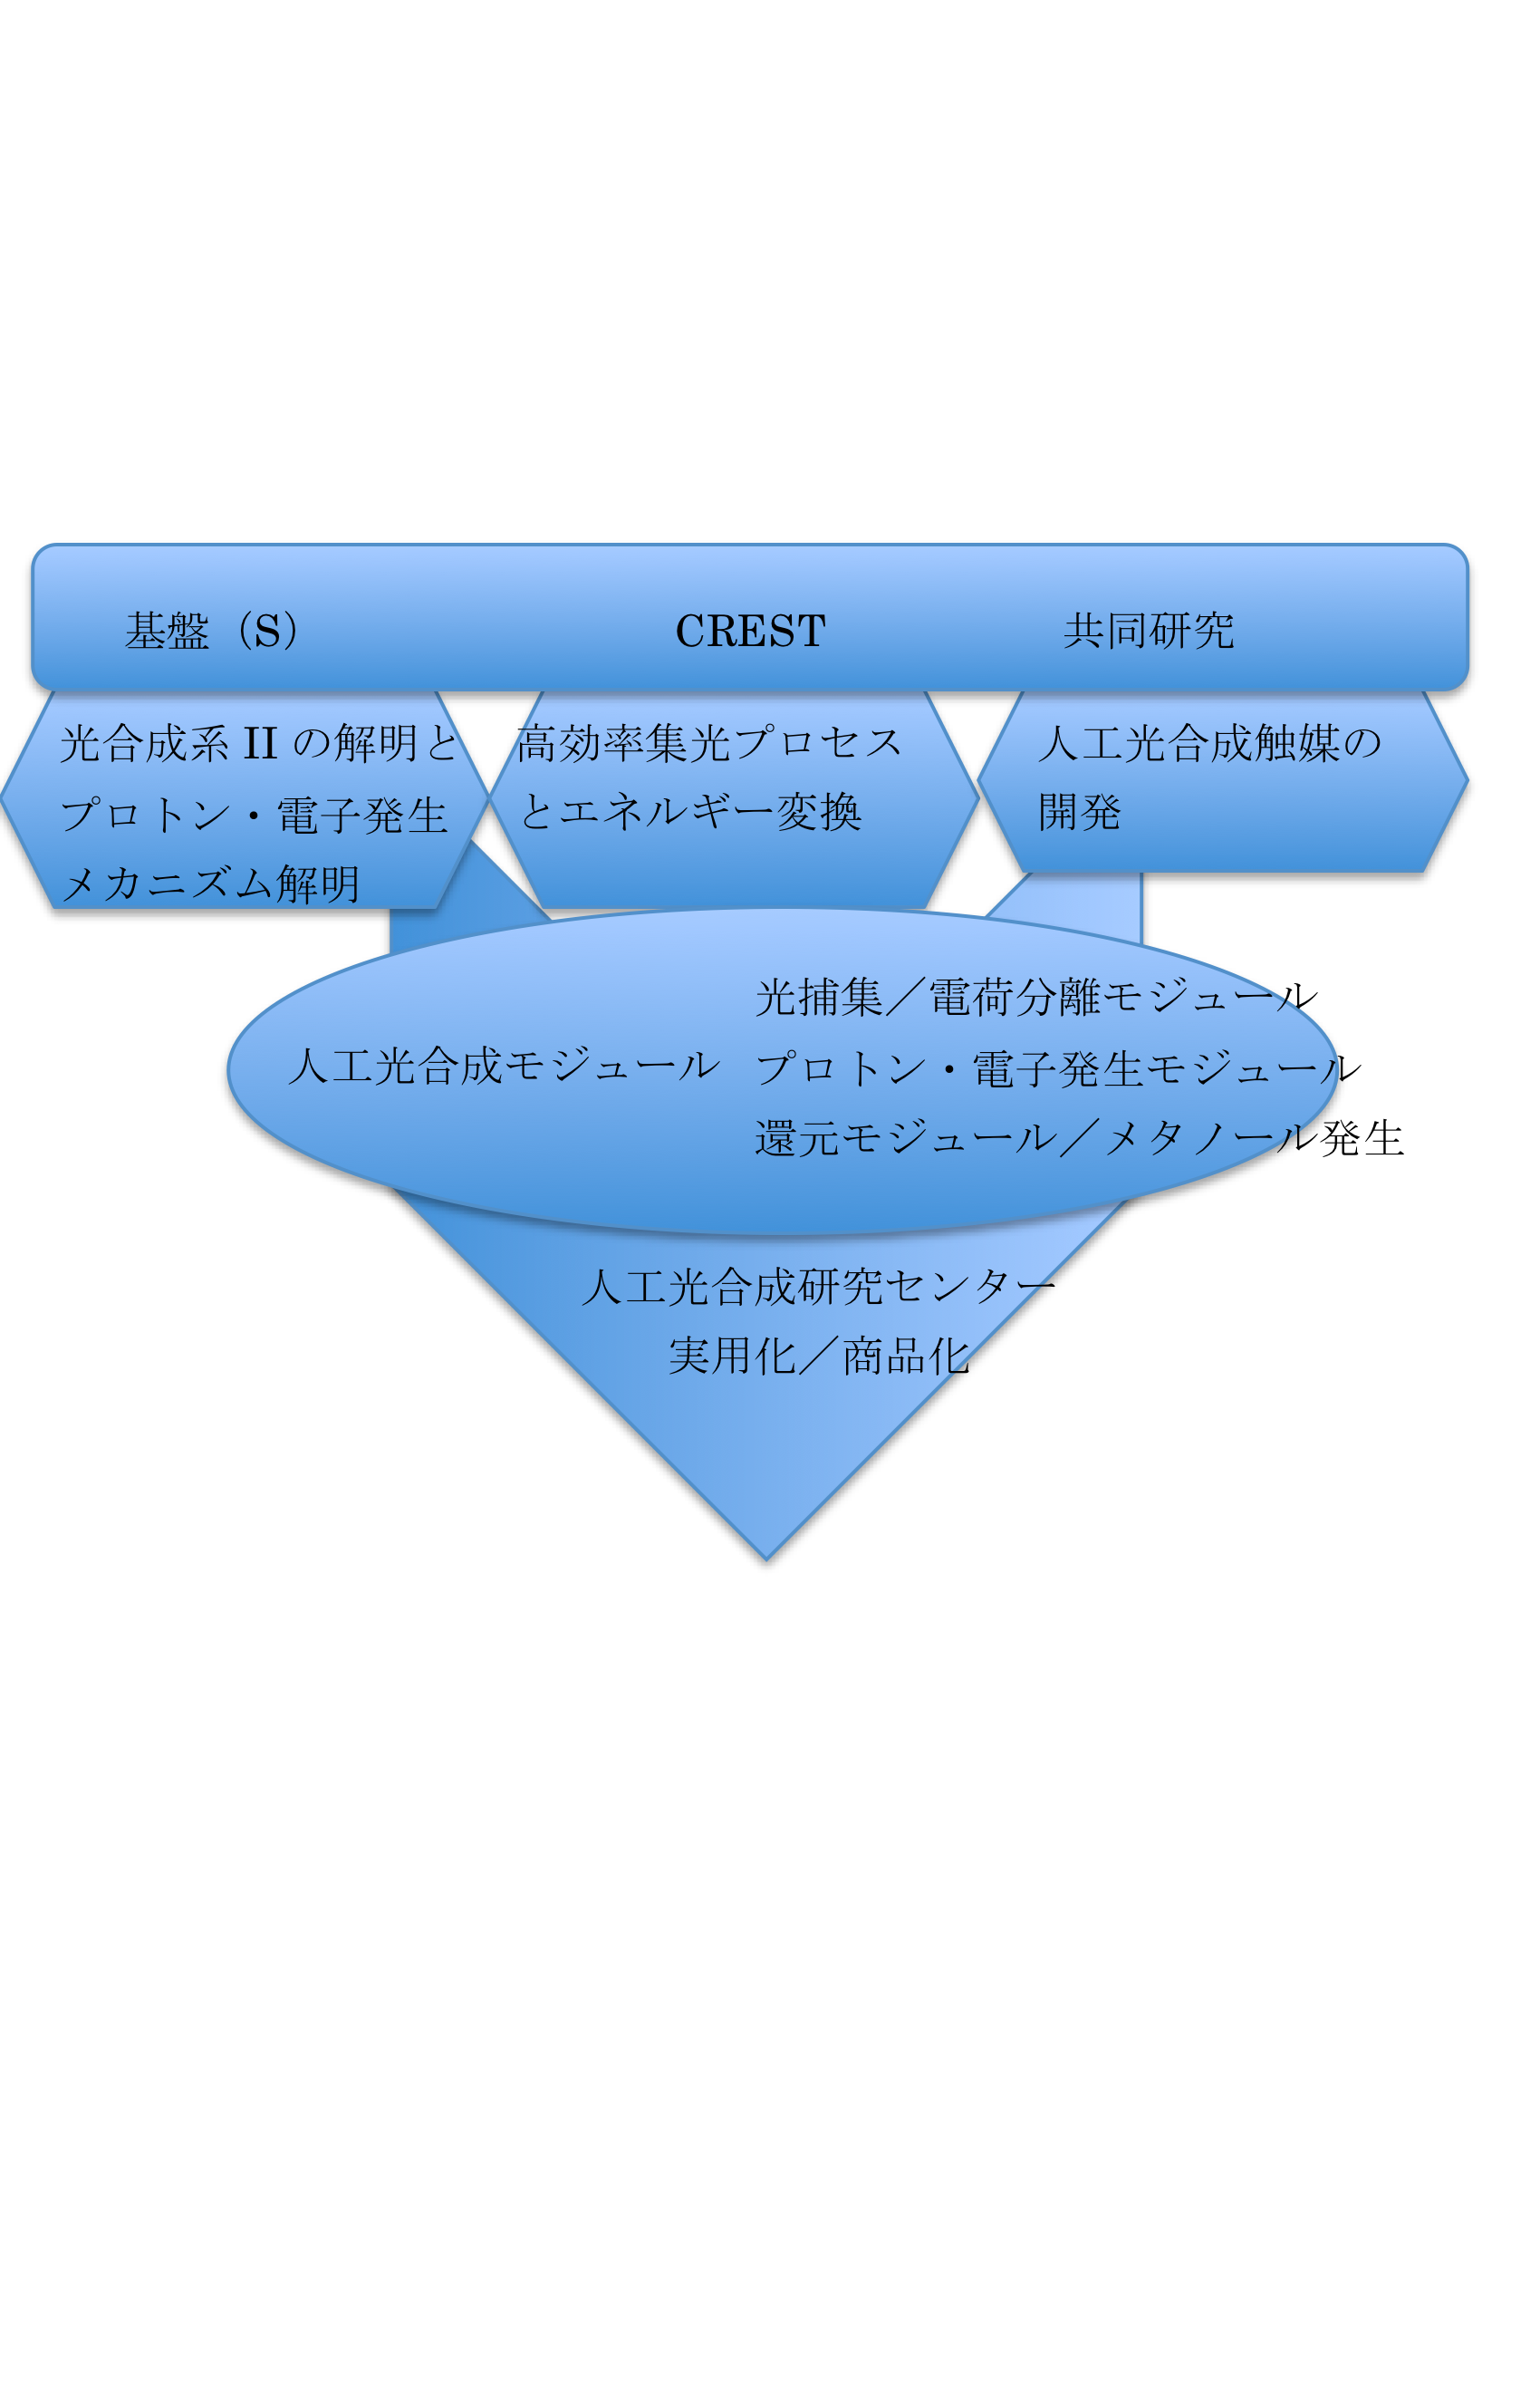 基盤（S） CREST 共同研究
光合成系 II の解明と
プロトン・電子発生
メカニズム解明
高効率集光プロセス
とエネルギー変換
人工光合成触媒の
開発
人工光合成モジュール
光捕集／電荷分離モジュール
プロトン・電子発生モジュール
還元モジュール／メタノール発生
人工光合成研究センター
実用化／商品化